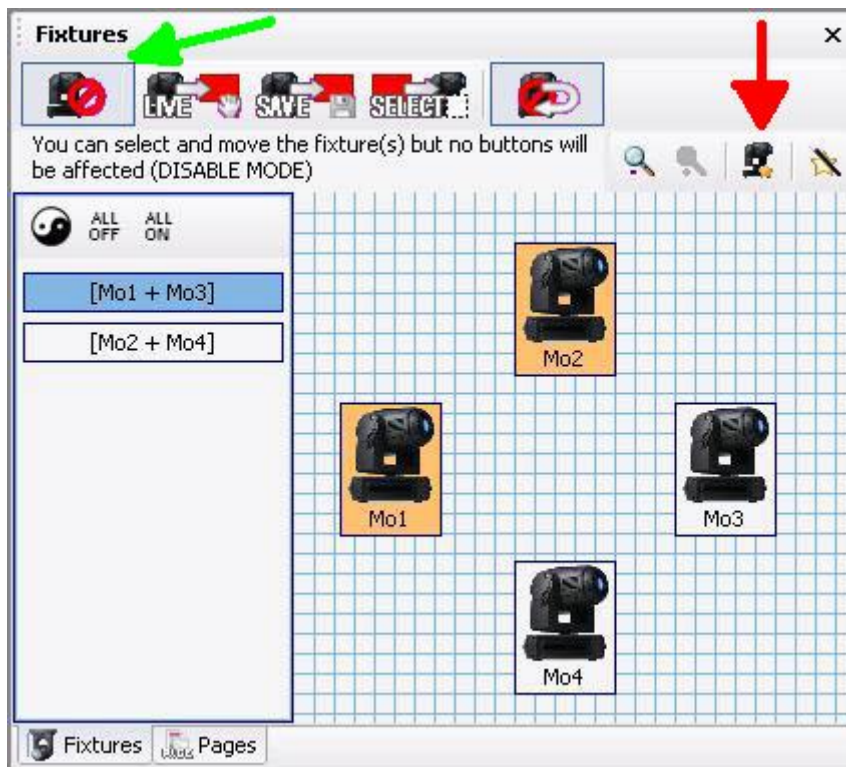 Fixtures
LIVE SAVE SELECT
You can select and move the fixture(s) but no buttons will
be affected (DISABLE MODE)
ALL OFF
ALL ON
[Mo1 + Mo3]
[Mo2 + Mo4]
Mo2
Mo1
Mo3
Mo4
Fixtures Pages